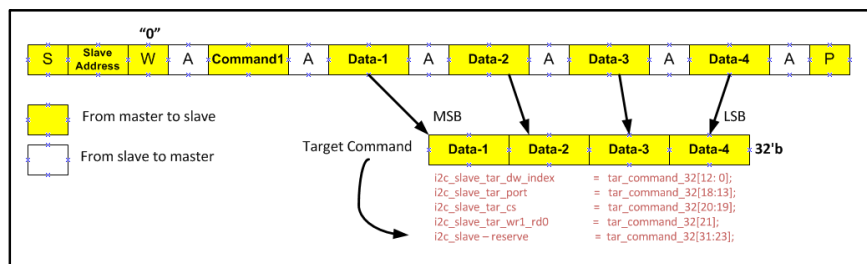 “0”
S Slave Address W A Command1 A Data-1 A Data-2 A Data-3 A Data-4 A P
From master to slave
MSB
LSB
From slave to master
Target Command
Data-1 Data-2 Data-3 Data-4 32'b
i2c_slave_tar_dw_index = tar_command_32[12: 0];
i2c_slave_tar_port = tar_command_32[18:13];
i2c_slave_tar_cs = tar_command_32[20:19];
i2c_slave_tar_wr1_rd0 = tar_command_32[21];
i2c_slave – reserve = tar_command_32[31:23];